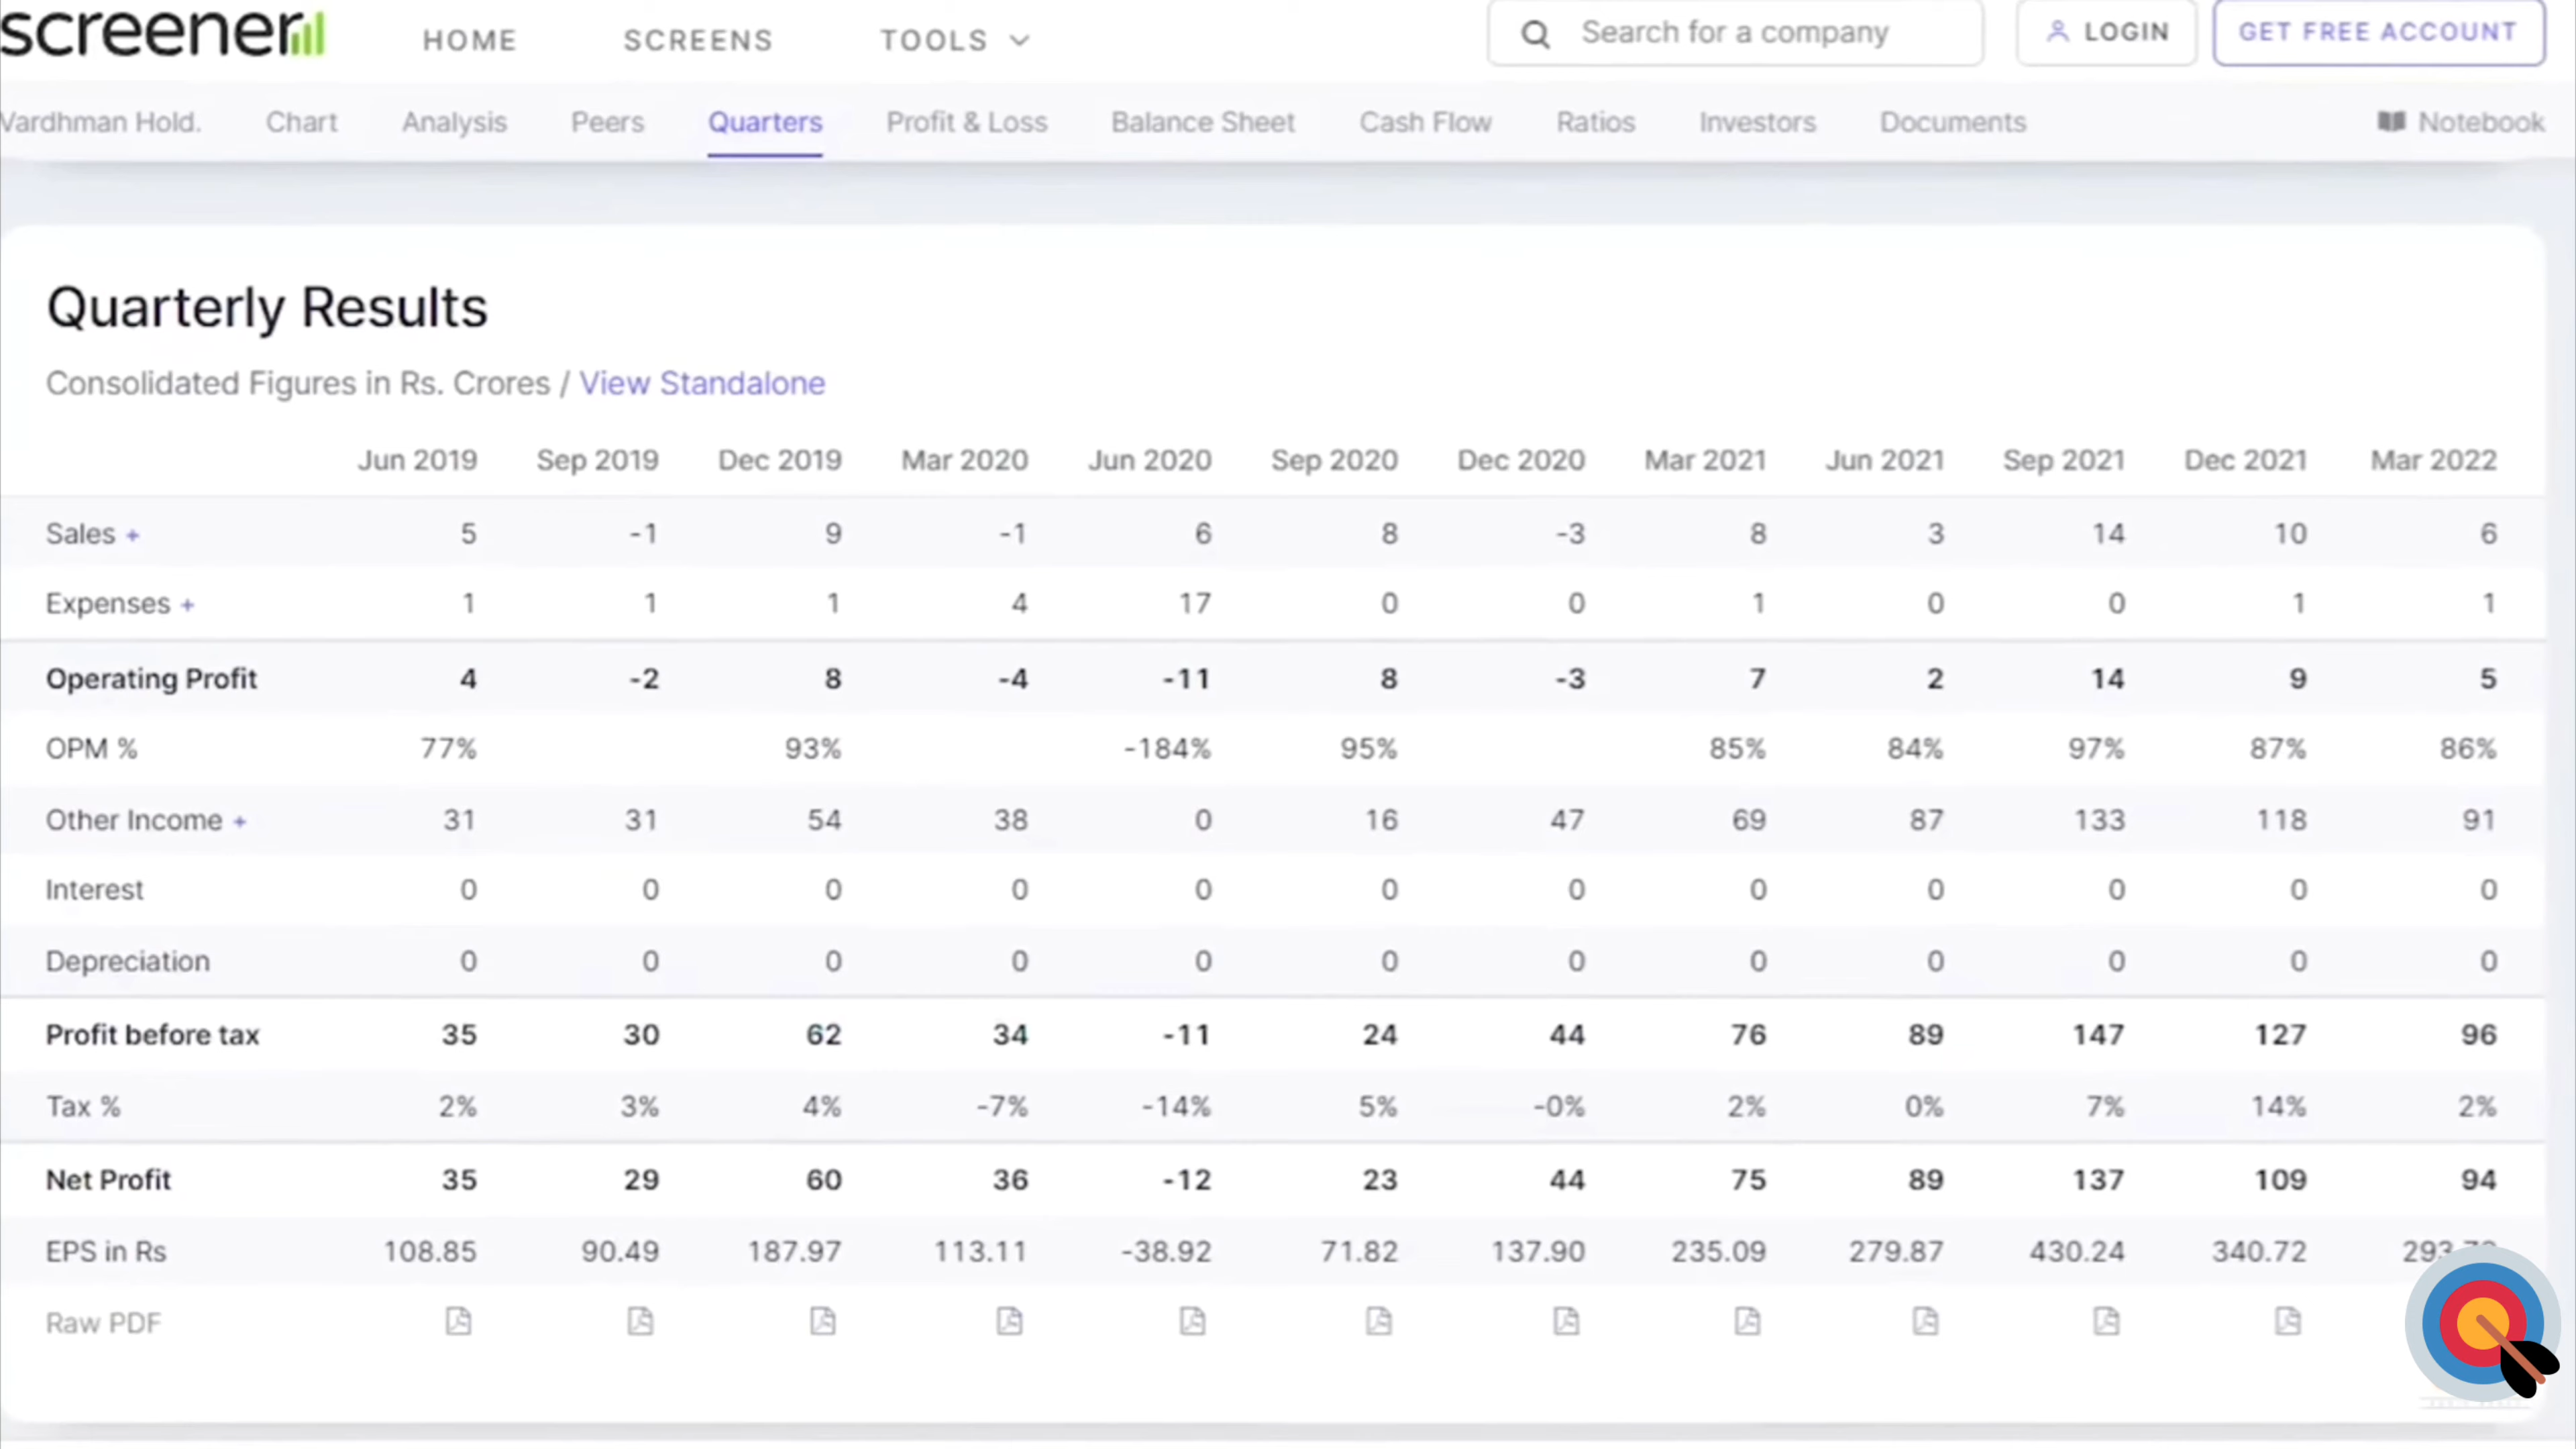 screener HOME SCREENS TOOLS Search for a company LOGIN GET FREE ACCOUNT
Vardhman Hold. Chart Analysis Peers Quarters Profit & Loss Balance Sheet Cash Flow Ratios Investors Documents Notebook
Quarterly Results
Consolidated Figures in Rs. Crores / View Standalone
Jun 2019 Sep 2019 Dec 2019 Mar 2020 Jun 2020 Sep 2020 Dec 2020 Mar 2021 Jun 2021 Sep 2021 Dec 2021 Mar 2022
Sales + 5 -1 9 -1 6 8 -3 8 3 14 10 6
Expenses + 1 1 1 4 17 0 0 1 0 0 1 1
Operating Profit 4 -2 8 -4 -11 8 -3 7 2 14 9 5
OPM % 77% 93% -184% 95% 85% 84% 97% 87% 86%
Other Income + 31 31 54 38 0 16 47 69 87 133 118 91
Interest 0 0 0 0 0 0 0 0 0 0 0 0
Depreciation 0 0 0 0 0 0 0 0 0 0 0 0
Profit before tax 35 30 62 34 -11 24 44 76 89 147 127 96
Tax % 2% 3% 4% -7% -14% 5% -0% 2% 0% 7% 14% 2%
Net Profit 35 29 60 36 -12 23 44 75 89 137 109 94
EPS in Rs 108.85 90.49 187.97 113.11 -38.92 71.82 137.90 235.09 279.87 430.24 340.72
Raw PDF